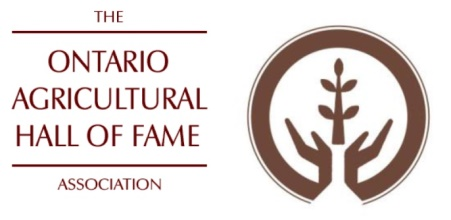 THE
ONTARIO
AGRICULTURAL
HALL OF FAME
ASSOCIATION